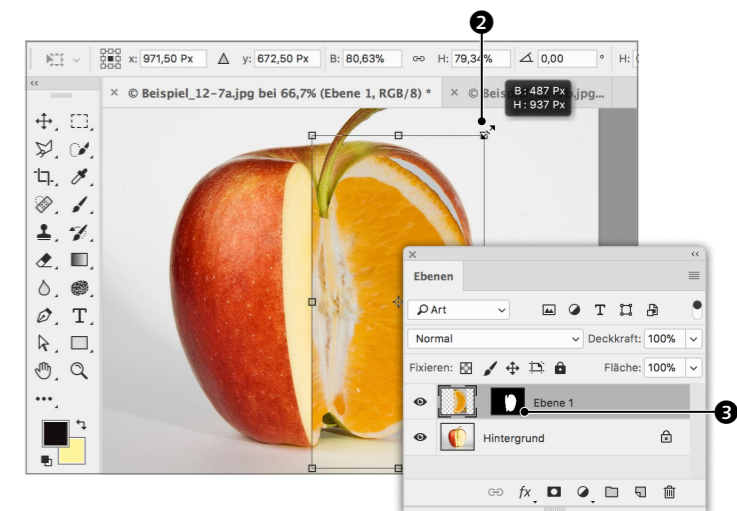 2
x: 971,50 Px y: 672,50 Px B: 80,63% H: 79,34% 0,00 ° H:
× © Beispiel_12-7a.jpg bei 66,7% (Ebene 1, RGB/8) * × © Beis .jpg...
B: 487 Px
H: 937 Px
Ebenen
Art
T
Normal Deckkraft: 100%
Fixieren: Fläche: 100%
Ebene 1
3
Hintergrund
fx